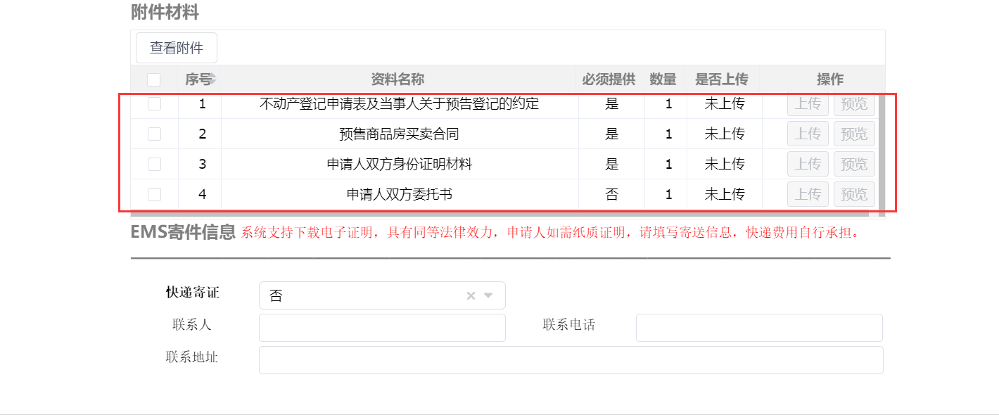 附件材料
查看附件
序号 资料名称 必须提供 数量 是否上传 操作
1 不动产登记申请表及当事人关于预告登记的约定 是 1 未上传 上传 预览
2 预售商品房买卖合同 是 1 未上传 上传 预览
3 申请人双方身份证明材料 是 1 未上传 上传 预览
4 申请人双方委托书 否 1 未上传 上传 预览
EMS寄件信息 系统支持下载电子证明，具有同等法律效力，申请人如需纸质证明，请填写寄送信息，快递费用自行承担。
快递寄证 否
联系人 联系电话
联系地址